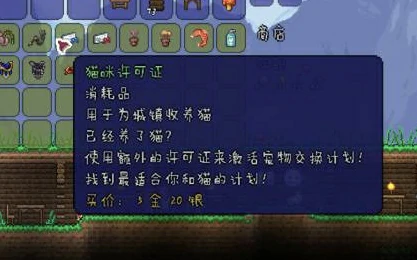 商店
猫咪许可证
消耗品
用于为城镇收养猫
已经养了猫?
使用额外的许可证来激活宠物交换计划!
找到最适合你和猫的计划!
买价: 5 金 20 银